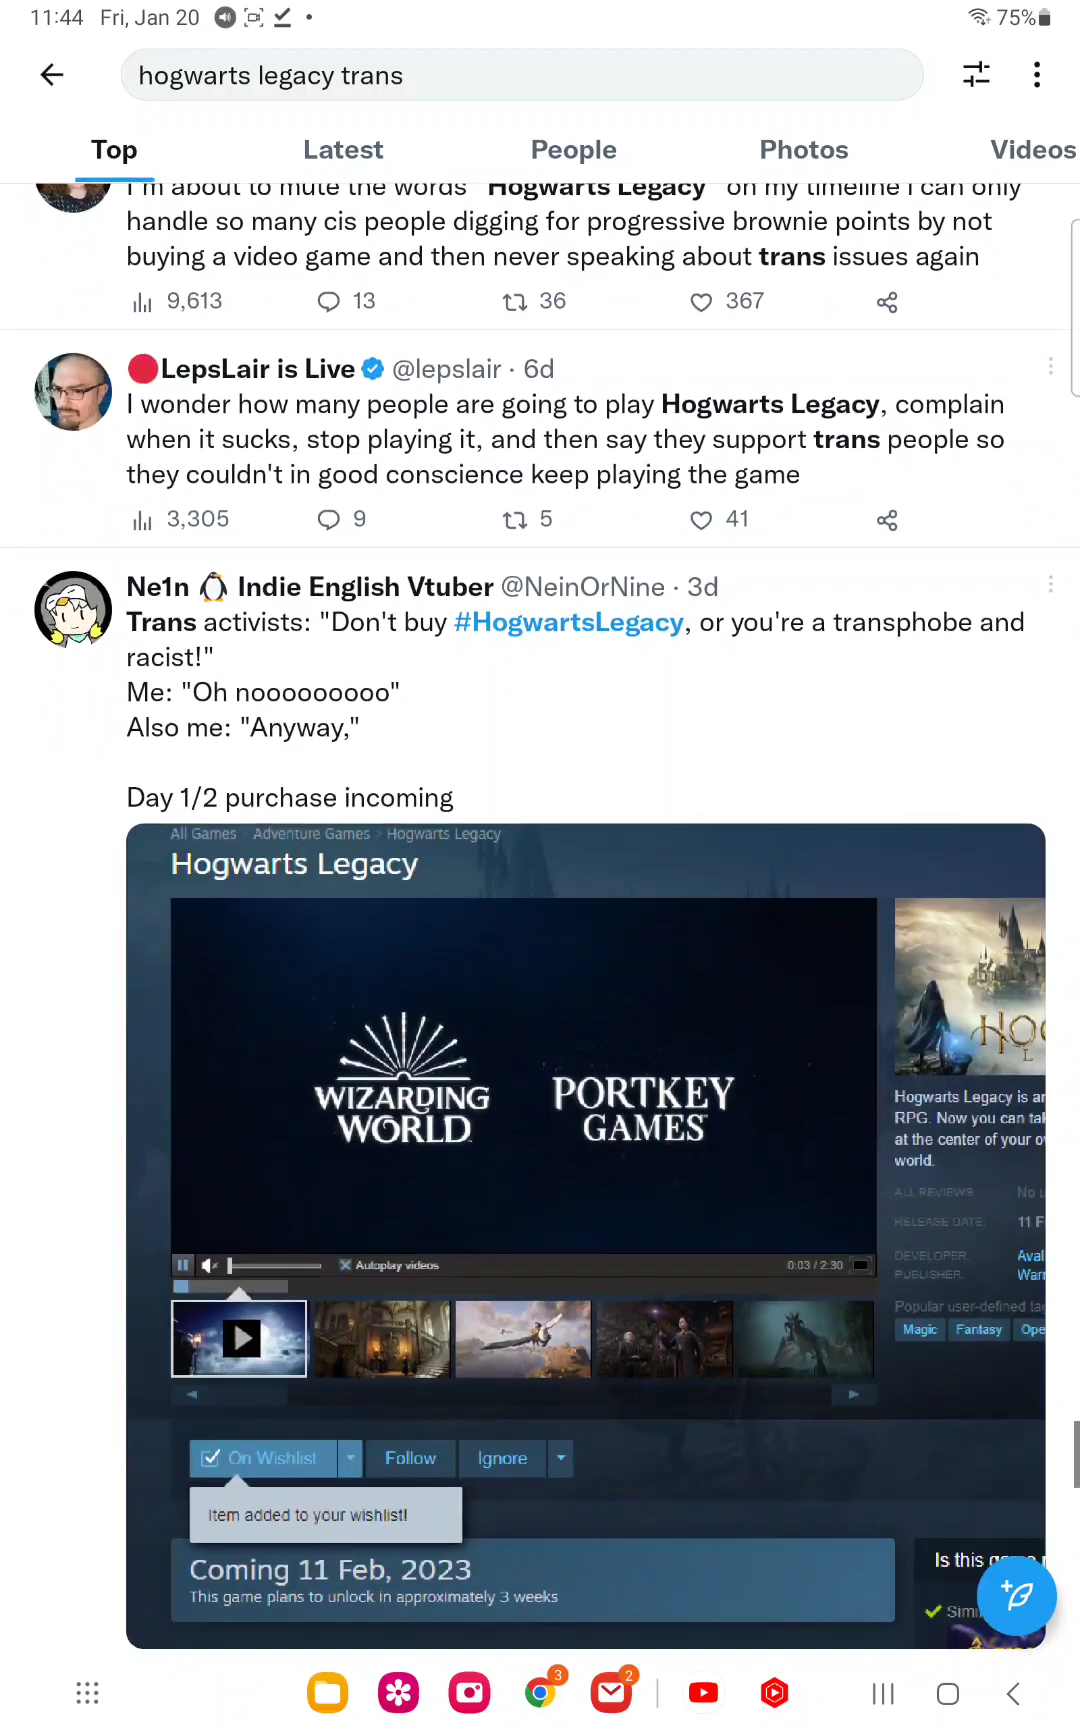 11:44 Fri, Jan 20
75%
hogwarts legacy trans
Top Latest People Photos Videos
I'm about to mute the words "Hogwarts Legacy" on my timeline I can only
handle so many cis people digging for progressive brownie points by not
buying a video game and then never speaking about trans issues again
9,613 13 36 367
LepsLair is Live @lepslair · 6d
I wonder how many people are going to play Hogwarts Legacy, complain
when it sucks, stop playing it, and then say they support trans people so
they couldn't in good conscience keep playing the game
3,305 9 5 41
Ne1n 🐧 Indie English Vtuber @NeinOrNine · 3d
Trans activists: "Don't buy #HogwartsLegacy, or you're a transphobe and
racist!"
Me: "Oh nooooooooo"
Also me: "Anyway,"
Day 1/2 purchase incoming
All Games > Adventure Games > Hogwarts Legacy
Hogwarts Legacy
WIZARDING
WORLD
PORTKEY
GAMES
Autoplay videos
0:03 / 2:30
HOG
L
Hogwarts Legacy is an
RPG. Now you can tak
at the center of your o
world.
ALL REVIEWS: No u
RELEASE DATE: 11 F
DEVELOPER: Aval
PUBLISHER: Warn
Popular user-defined tag
Magic Fantasy Ope
On Wishlist Follow Ignore
Item added to your wishlist!
Coming 11 Feb, 2023
This game plans to unlock in approximately 3 weeks
Is this game r
Simi
3
2